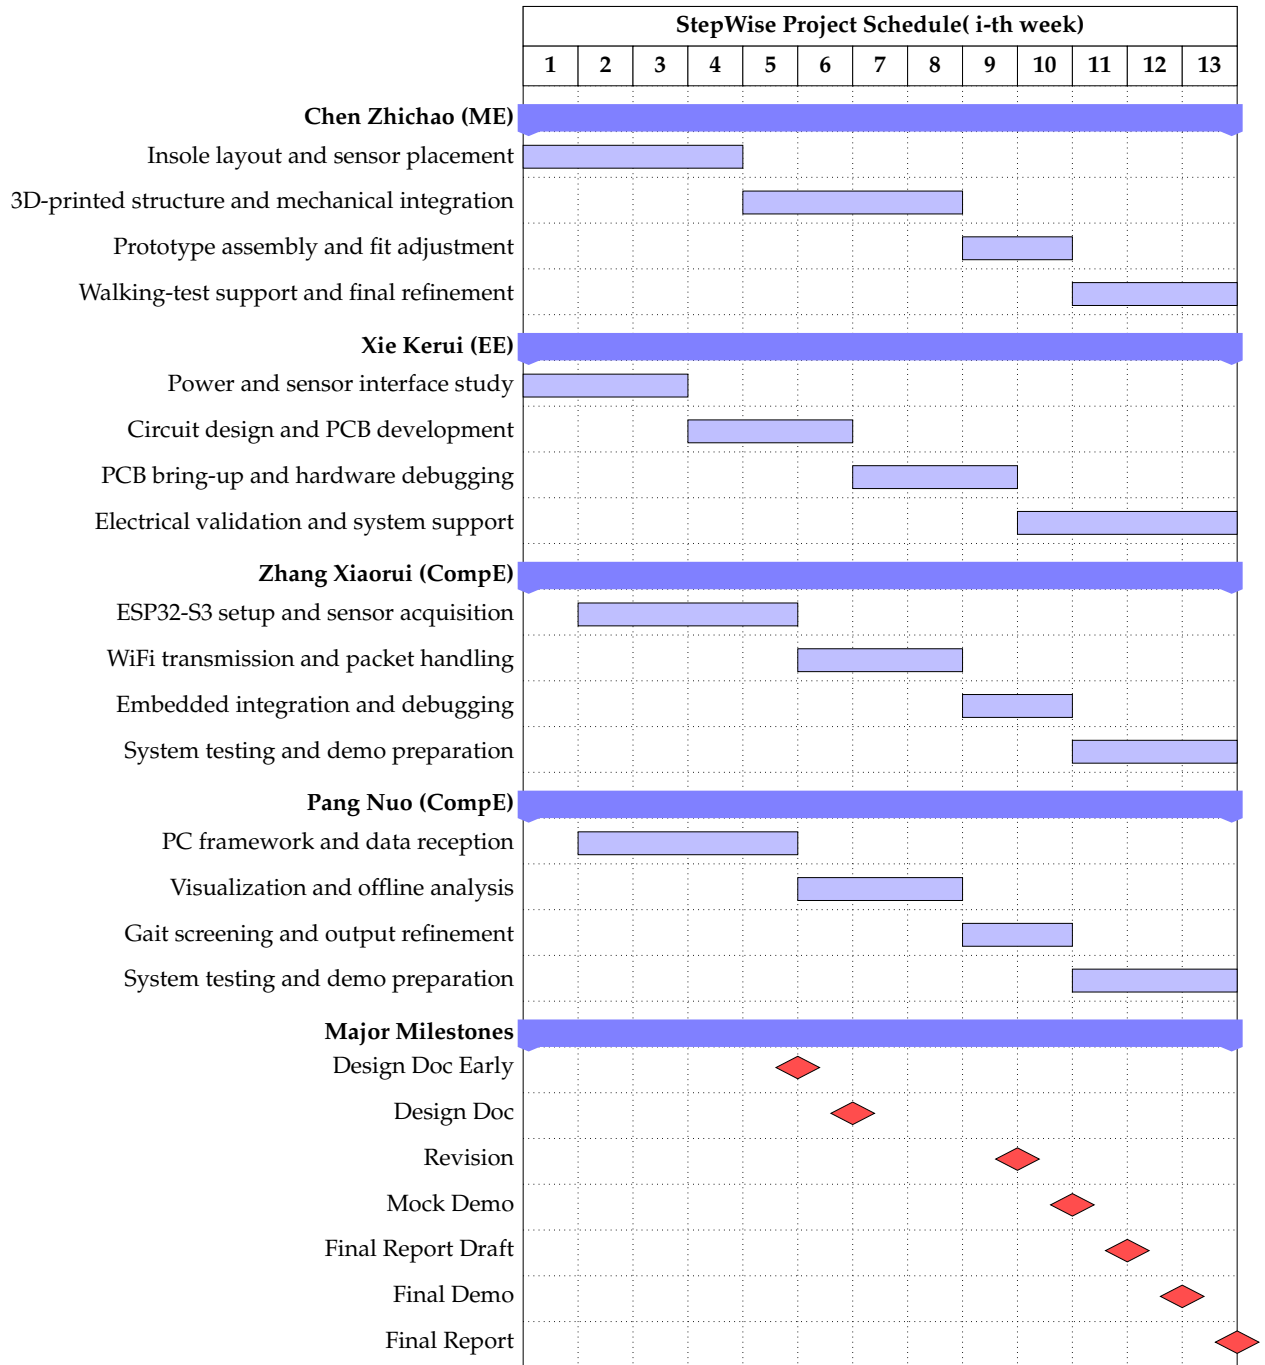 StepWise Project Schedule( i-th week)
1 2 3 4 5 6 7 8 9 10 11 12 13
Chen Zhichao (ME)
Insole layout and sensor placement
3D-printed structure and mechanical integration
Prototype assembly and fit adjustment
Walking-test support and final refinement
Xie Kerui (EE)
Power and sensor interface study
Circuit design and PCB development
PCB bring-up and hardware debugging
Electrical validation and system support
Zhang Xiaorui (CompE)
ESP32-S3 setup and sensor acquisition
WiFi transmission and packet handling
Embedded integration and debugging
System testing and demo preparation
Pang Nuo (CompE)
PC framework and data reception
Visualization and offline analysis
Gait screening and output refinement
System testing and demo preparation
Major Milestones
Design Doc Early
Design Doc
Revision
Mock Demo
Final Report Draft
Final Demo
Final Report